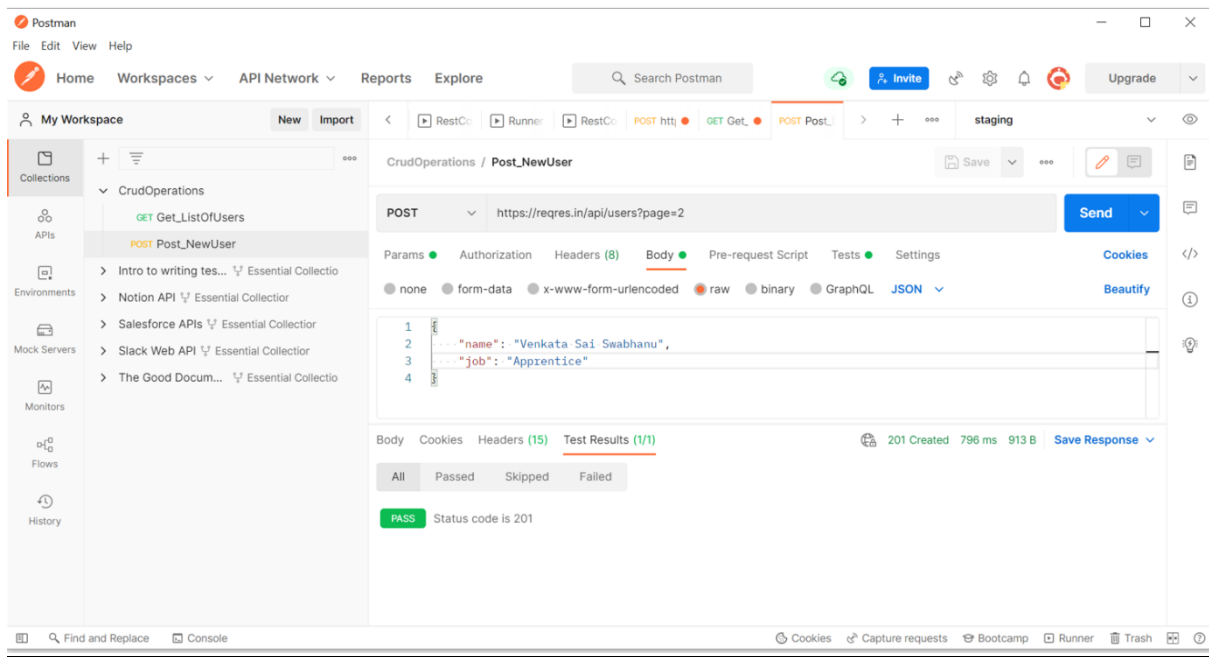 Postman
File Edit View Help
Home Workspaces API Network Reports Explore Search Postman Invite Upgrade
My Workspace New Import RestCo Runner RestCo POST htt GET Get_ POST Post_ staging
Collections
APIs
Environments
Mock Servers
Monitors
Flows
History
CrudOperations
GET Get_ListOfUsers
POST Post_NewUser
Intro to writing tes... Essential Collectio
Notion API Essential Collection
Salesforce APIs Essential Collection
Slack Web API Essential Collection
The Good Docum... Essential Collectio
CrudOperations / Post_NewUser Save
POST https://reqres.in/api/users?page=2 Send
Params Authorization Headers (8) Body Pre-request Script Tests Settings Cookies
none form-data x-www-form-urlencoded raw binary GraphQL JSON Beautify
1 {
2 "name": "Venkata Sai Swabhanu",
3 "job": "Apprentice"
4 }
Body Cookies Headers (15) Test Results (1/1) 201 Created 796 ms 913 B Save Response
All Passed Skipped Failed
PASS Status code is 201
Find and Replace Console Cookies Capture requests Bootcamp Runner Trash